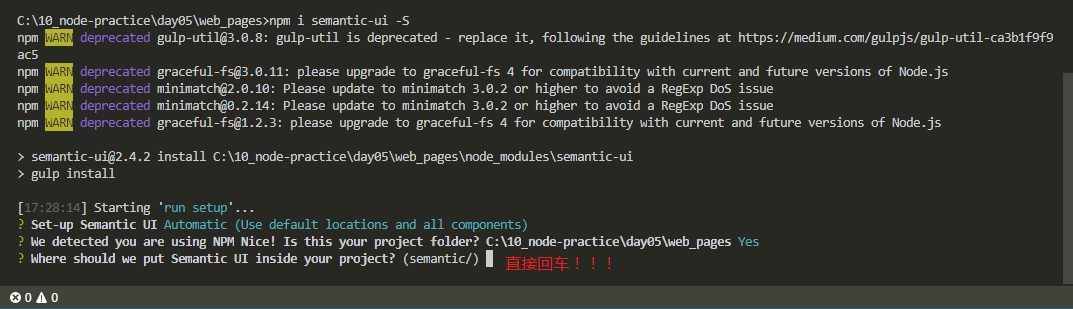 C:\10_node-practice\day05\web_pages>npm i semantic-ui -S
npm WARN deprecated gulp-util@3.0.8: gulp-util is deprecated - replace it, following the guidelines at https://medium.com/gulpjs/gulp-util-ca3b1f9f9
ac5
npm WARN deprecated graceful-fs@3.0.11: please upgrade to graceful-fs 4 for compatibility with current and future versions of Node.js
npm WARN deprecated minimatch@2.0.10: Please update to minimatch 3.0.2 or higher to avoid a RegExp DoS issue
npm WARN deprecated minimatch@0.2.14: Please update to minimatch 3.0.2 or higher to avoid a RegExp DoS issue
npm WARN deprecated graceful-fs@1.2.3: please upgrade to graceful-fs 4 for compatibility with current and future versions of Node.js
> semantic-ui@2.4.2 install C:\10_node-practice\day05\web_pages\node_modules\semantic-ui
> gulp install
[17:28:14] Starting 'run setup'...
? Set-up Semantic UI Automatic (Use default locations and all components)
? We detected you are using NPM Nice! Is this your project folder? C:\10_node-practice\day05\web_pages Yes
? Where should we put Semantic UI inside your project? (semantic/) 直接回车！！！
0 0